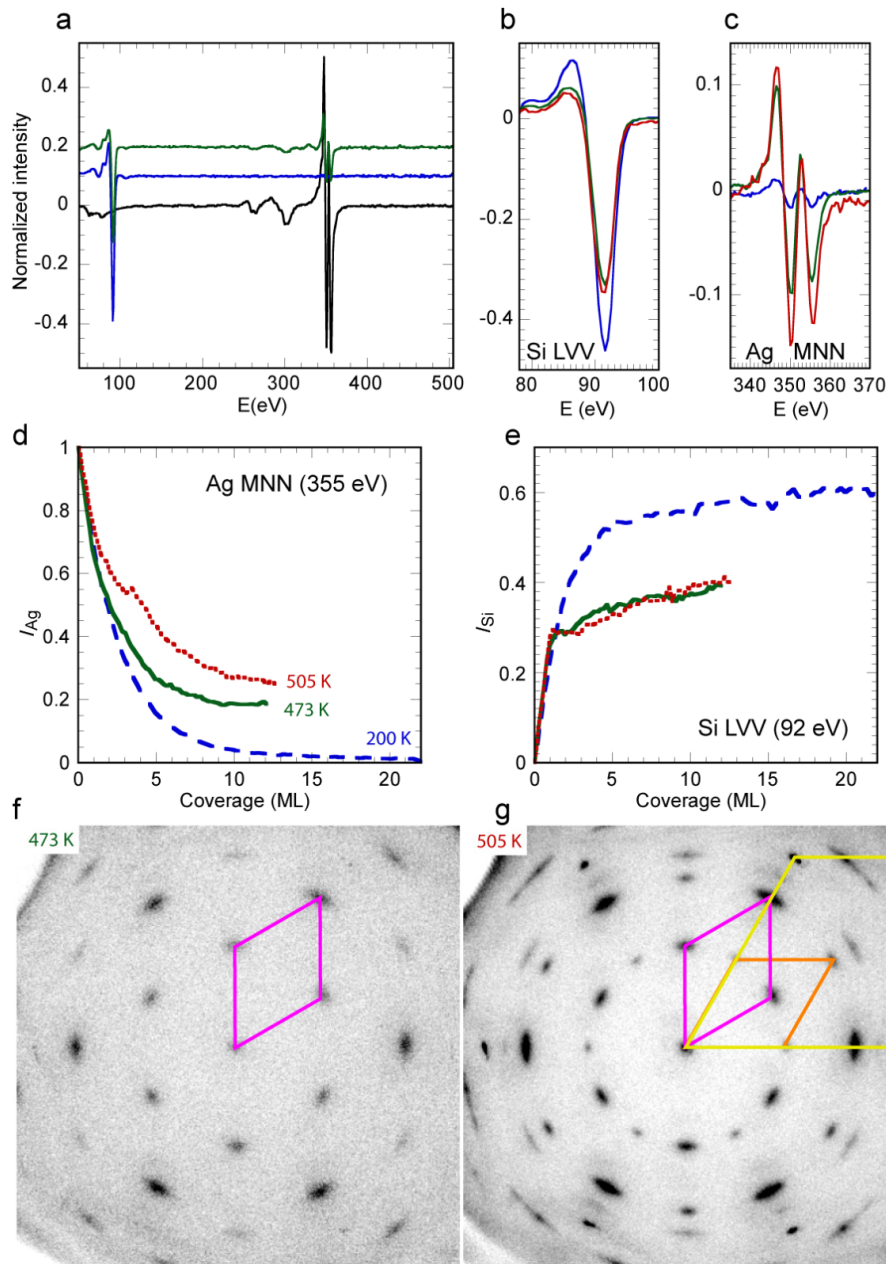 a
Normalized intensity
0.4
0.2
0
-0.2
-0.4
100
200
300
400
500
E(eV)
b
0
-0.2
-0.4
Si LVV
80
90
100
E (eV)
c
0.1
0
-0.1
Ag MNN
340
350
360
370
E (eV)
d
I_Ag
1
0.8
0.6
0.4
0.2
0
Ag MNN (355 eV)
505 K
473 K
200 K
0
5
10
15
20
Coverage (ML)
e
I_Si
0.6
0.4
0.2
0
Si LVV (92 eV)
0
5
10
15
20
Coverage (ML)
f
473 K
g
505 K